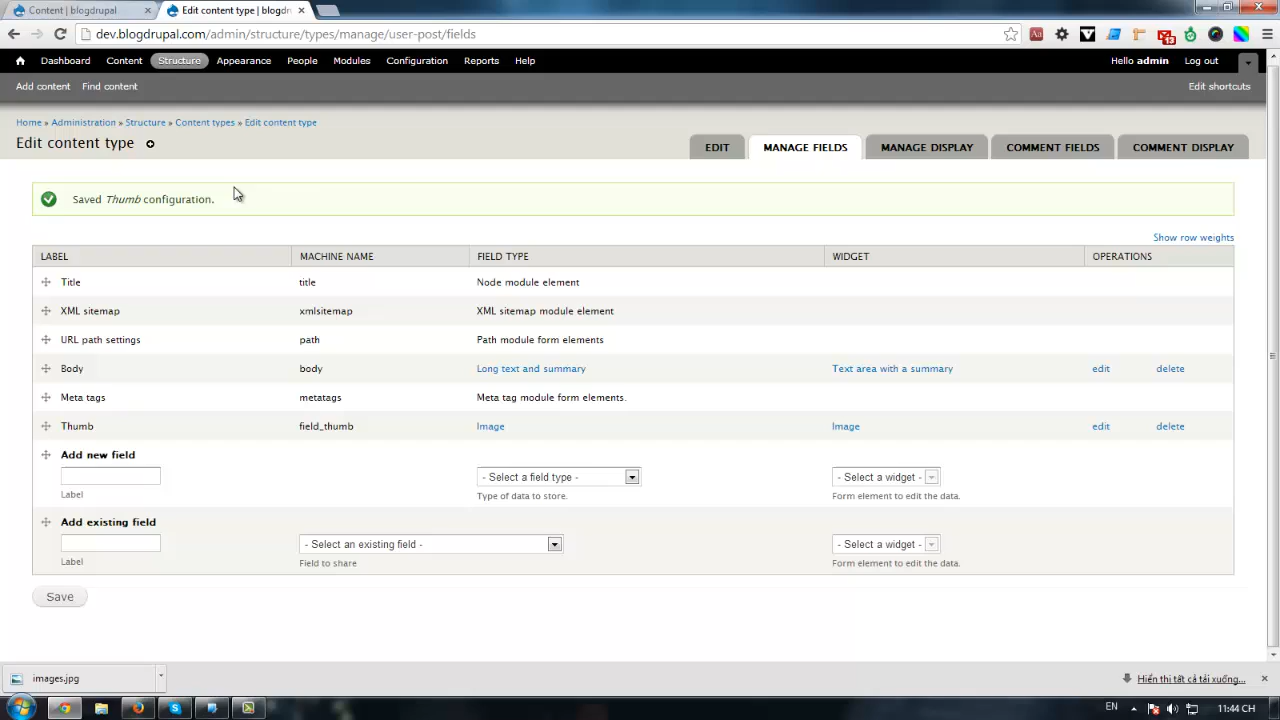 Content | blogdrupal
Edit content type | blogdr
dev.blogdrupal.com/admin/structure/types/manage/user-post/fields
13
Dashboard Content Structure Appearance People Modules Configuration Reports Help Hello admin Log out
Add content Find content Edit shortcuts
Home » Administration » Structure » Content types » Edit content type
Edit content type
EDIT MANAGE FIELDS MANAGE DISPLAY COMMENT FIELDS COMMENT DISPLAY
Saved Thumb configuration.
Show row weights
LABEL MACHINE NAME FIELD TYPE WIDGET OPERATIONS
Title title Node module element
XML sitemap xmlsitemap XML sitemap module element
URL path settings path Path module form elements
Body body Long text and summary Text area with a summary edit delete
Meta tags metatags Meta tag module form elements.
Thumb field_thumb Image Image edit delete
Add new field
- Select a field type - - Select a widget -
Label Type of data to store. Form element to edit the data.
Add existing field
- Select an existing field - - Select a widget -
Label Field to share Form element to edit the data.
Save
images.jpg Hiển thị tất cả tải xuống...
EN 11:44 CH